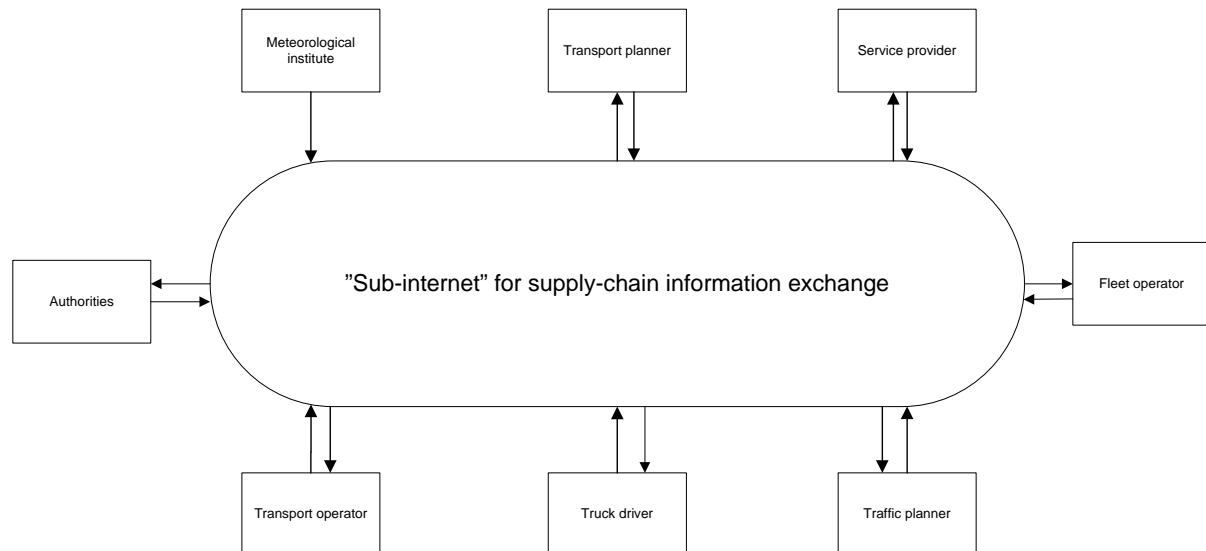 Meteorological
institute
Transport planner
Service provider
Authorities
”Sub-internet” for supply-chain information exchange
Fleet operator
Transport operator
Truck driver
Traffic planner